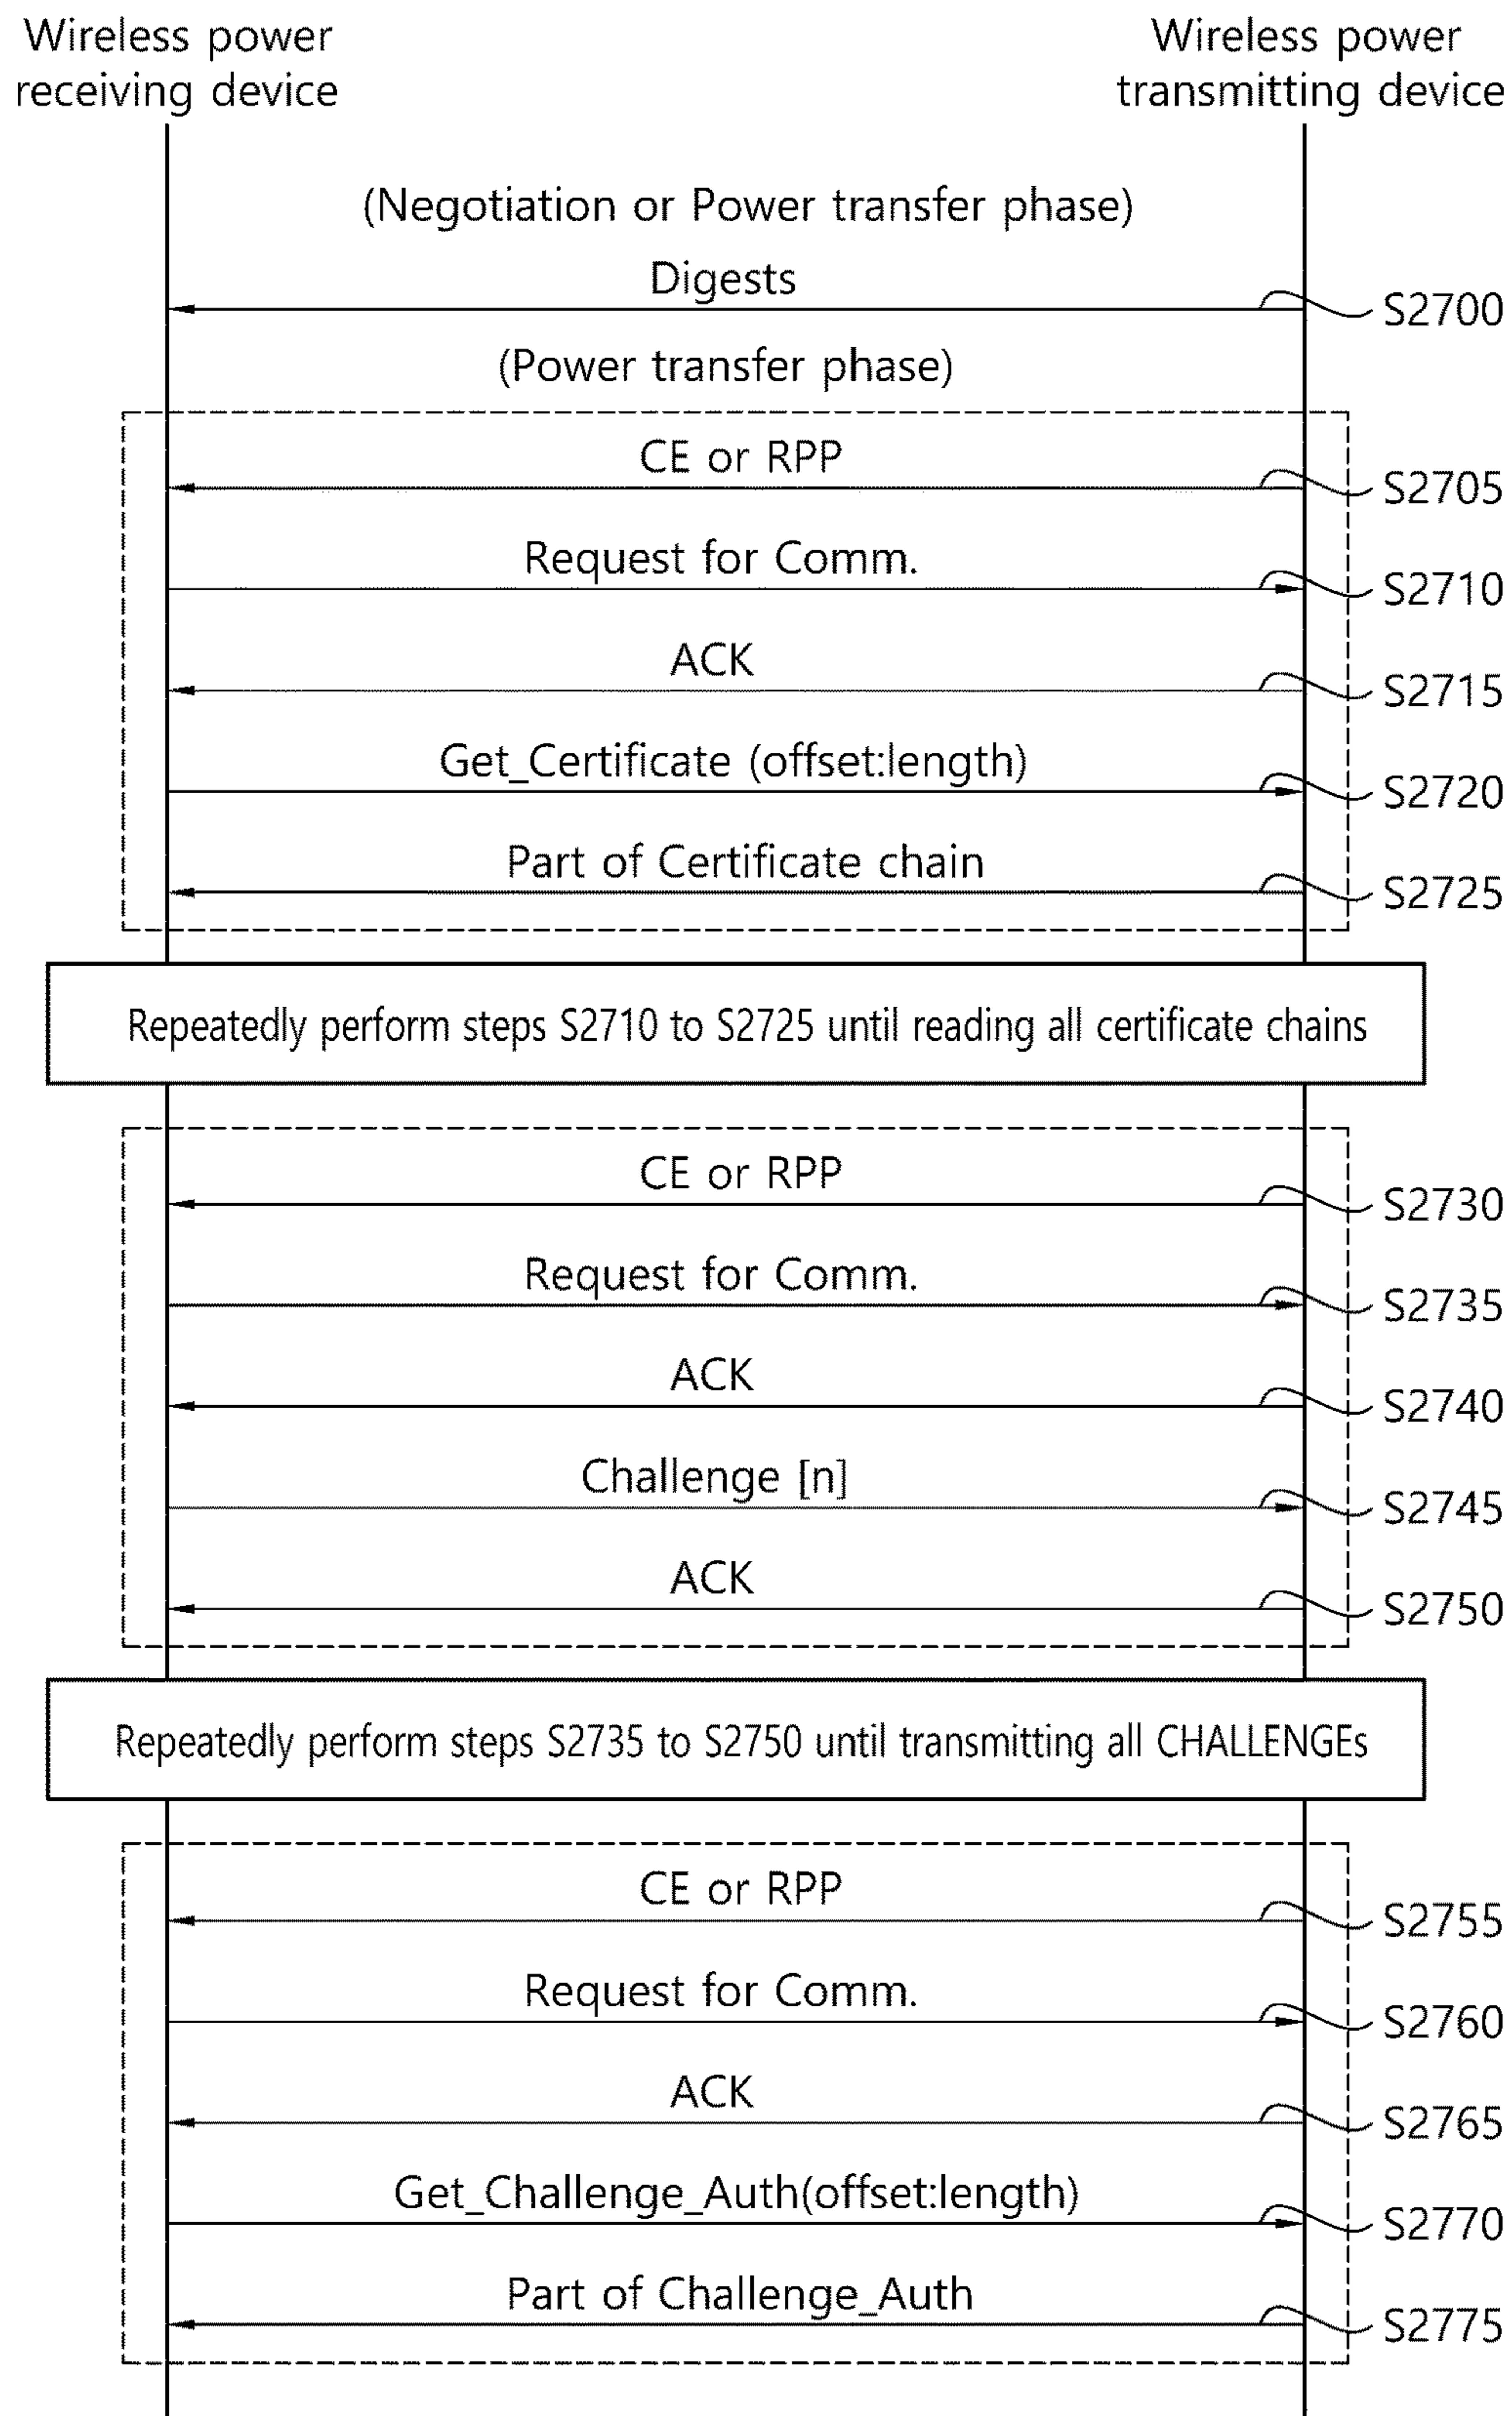 Wireless power
receiving device
Wireless power
transmitting device
(Negotiation or Power transfer phase)
Digests
S2700
(Power transfer phase)
CE or RPP
S2705
Request for Comm.
S2710
ACK
S2715
Get_Certificate (offset:length)
S2720
Part of Certificate chain
S2725
Repeatedly perform steps S2710 to S2725 until reading all certificate chains
CE or RPP
S2730
Request for Comm.
S2735
ACK
S2740
Challenge [n]
S2745
ACK
S2750
Repeatedly perform steps S2735 to S2750 until transmitting all CHALLENGEs
CE or RPP
S2755
Request for Comm.
S2760
ACK
S2765
Get_Challenge_Auth(offset:length)
S2770
Part of Challenge_Auth
S2775